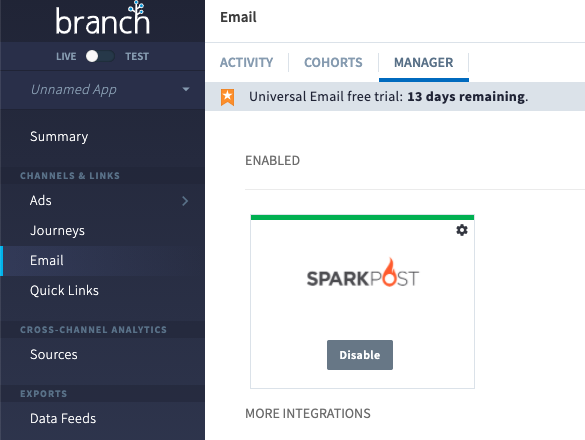 branch
LIVE TEST
Unnamed App
Summary
CHANNELS & LINKS
Ads
Journeys
Email
Quick Links
CROSS-CHANNEL ANALYTICS
Sources
EXPORTS
Data Feeds
Email
ACTIVITY COHORTS MANAGER
Universal Email free trial: 13 days remaining.
ENABLED
SPARKPOST
Disable
MORE INTEGRATIONS